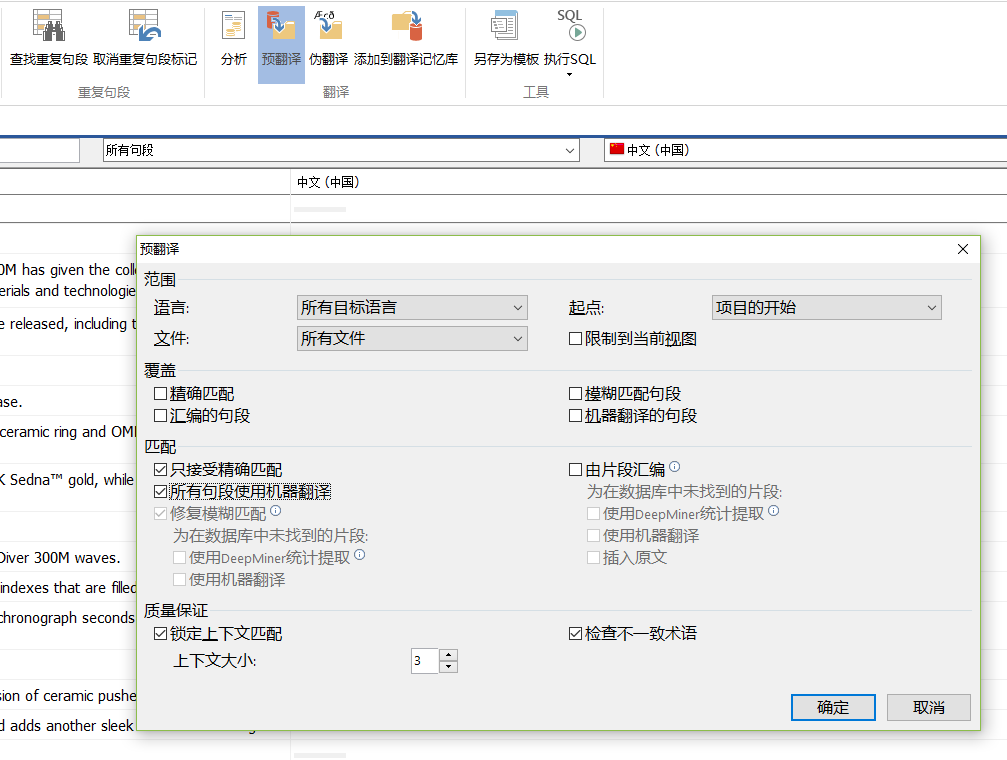 Æcð
SQL
查找重复句段 取消重复句段标记 分析 预翻译 伪翻译 添加到翻译记忆库 另存为模板 执行SQL
重复句段 翻译 工具
所有句段 中文 (中国)
中文 (中国)
预翻译
范围
0M has given the coll
语言: 所有目标语言 起点: 项目的开始
erials and technologie
e released, including t
文件: 所有文件 限制到当前视图
覆盖
精确匹配 模糊匹配句段
ase.
汇编的句段 机器翻译的句段
ceramic ring and OM
匹配
只接受精确匹配 由片段汇编
K Sedna™ gold, while
所有句段使用机器翻译 为在数据库中未找到的片段:
修复模糊匹配 使用DeepMiner统计提取
为在数据库中未找到的片段: 使用机器翻译
Diver 300M waves.
使用DeepMiner统计提取 插入原文
使用机器翻译
indexes that are filled
质量保证
chronograph seconds
锁定上下文匹配 检查不一致术语
上下文大小: 3
sion of ceramic pushe
确定 取消
d adds another sleek